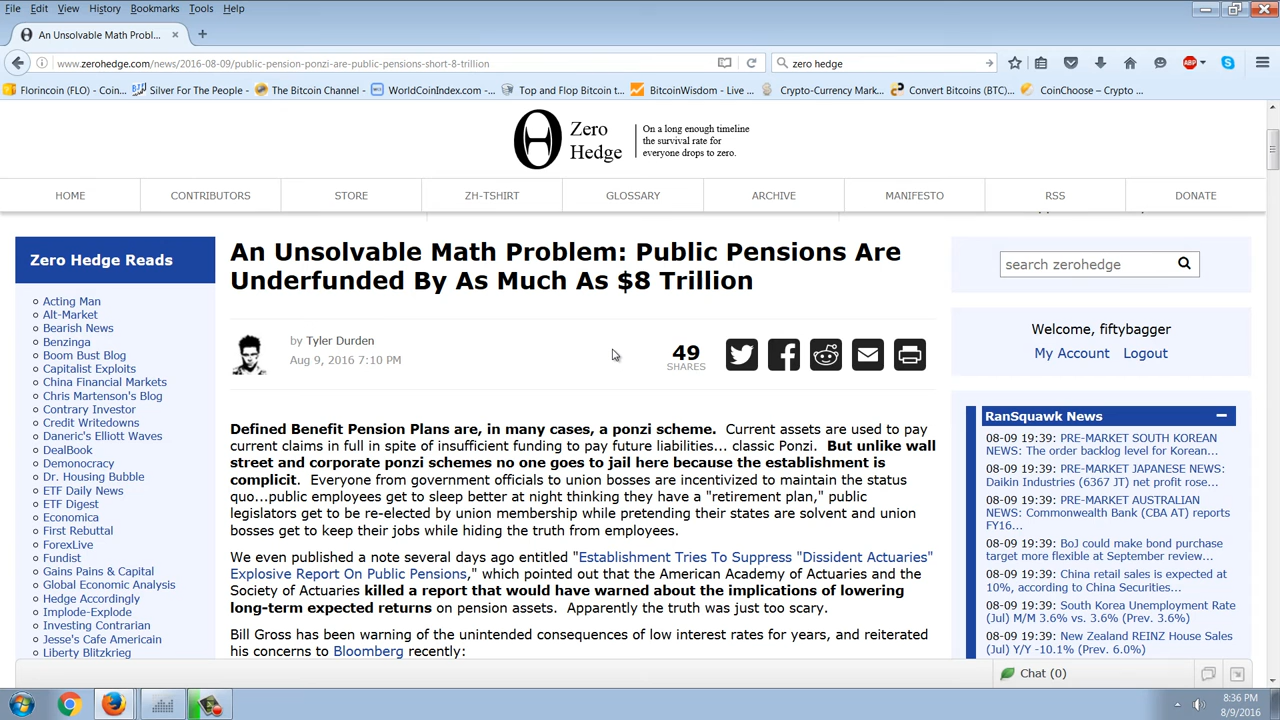 File Edit View History Bookmarks Tools Help
An Unsolvable Math Probl...
www.zerohedge.com/news/2016-08-09/public-pension-ponzi-are-public-pensions-short-8-trillion
zero hedge
ABP
Florincoin (FLO) - Coin...
Silver For The People - ...
The Bitcoin Channel - ...
WorldCoinIndex.com -...
Top and Flop Bitcoin t...
BitcoinWisdom - Live ...
Crypto-Currency Mark...
Convert Bitcoins (BTC)...
CoinChoose – Crypto ...
Zero
Hedge
On a long enough timeline
the survival rate for
everyone drops to zero.
HOME CONTRIBUTORS STORE ZH-TSHIRT GLOSSARY ARCHIVE MANIFESTO RSS DONATE
Zero Hedge Reads
Acting Man
Alt-Market
Bearish News
Benzinga
Boom Bust Blog
Capitalist Exploits
China Financial Markets
Chris Martenson's Blog
Contrary Investor
Credit Writedowns
Daneric's Elliott Waves
DealBook
Demonocracy
Dr. Housing Bubble
ETF Daily News
ETF Digest
Economica
First Rebuttal
ForexLive
Fundist
Gains Pains & Capital
Global Economic Analysis
Hedge Accordingly
Implode-Explode
Investing Contrarian
Jesse's Cafe Americain
Liberty Blitzkrieg
An Unsolvable Math Problem: Public Pensions Are
Underfunded By As Much As $8 Trillion
by Tyler Durden
Aug 9, 2016 7:10 PM
49
SHARES
Defined Benefit Pension Plans are, in many cases, a ponzi scheme. Current assets are used to pay
current claims in full in spite of insufficient funding to pay future liabilities... classic Ponzi. But unlike wall
street and corporate ponzi schemes no one goes to jail here because the establishment is
complicit. Everyone from government officials to union bosses are incentivized to maintain the status
quo...public employees get to sleep better at night thinking they have a "retirement plan," public
legislators get to be re-elected by union membership while pretending their states are solvent and union
bosses get to keep their jobs while hiding the truth from employees.
We even published a note several days ago entitled "Establishment Tries To Suppress "Dissident Actuaries"
Explosive Report On Public Pensions," which pointed out that the American Academy of Actuaries and the
Society of Actuaries killed a report that would have warned about the implications of lowering
long-term expected returns on pension assets. Apparently the truth was just too scary.
Bill Gross has been warning of the unintended consequences of low interest rates for years, and reiterated
his concerns to Bloomberg recently:
search zerohedge
Welcome, fiftybagger
My Account Logout
RanSquawk News
08-09 19:39: PRE-MARKET SOUTH KOREAN
NEWS: The order backlog level for Korean...
08-09 19:39: PRE-MARKET JAPANESE NEWS:
Daikin Industries (6367 JT) net profit rose...
08-09 19:39: PRE-MARKET AUSTRALIAN
NEWS: Commonwealth Bank (CBA AT) reports
FY16...
08-09 19:39: BoJ could make bond purchase
target more flexible at September review...
08-09 19:39: China retail sales is expected at
10%, according to China Securities...
08-09 19:39: South Korea Unemployment Rate
(Jul) M/M 3.6% vs. 3.6% (Prev. 3.6%)
08-09 19:39: New Zealand REINZ House Sales
(Jul) Y/Y -10.1% (Prev. 6.0%)
Chat (0)
8:36 PM
8/9/2016